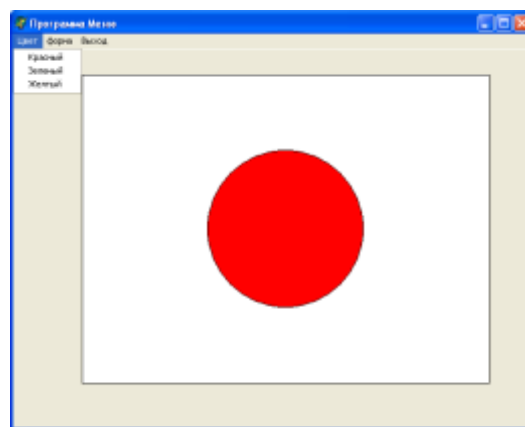 Программа Меню
Цвет форма Выход
Красный
Зеленый
Желтый